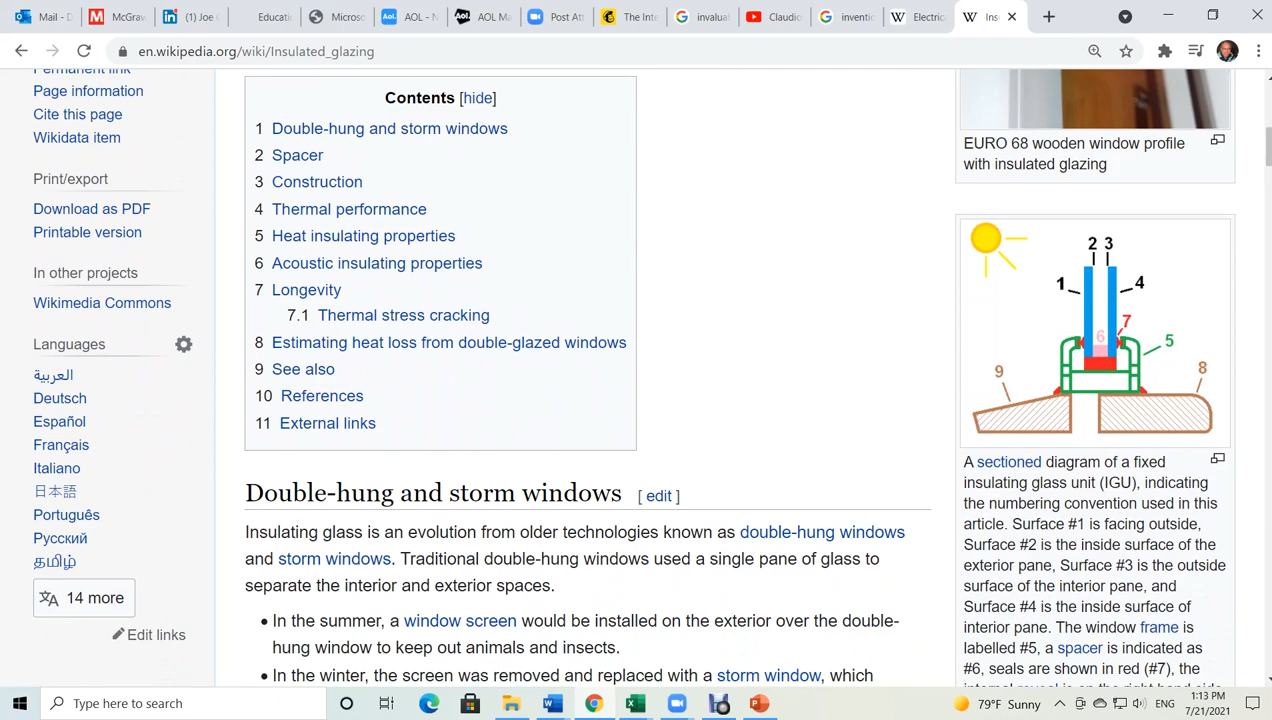 Mail - D
McGraw
(1) Joe
Educati
Microso
AOL - N
AOL Ma
Post Att
The Inte
invalual
Claudio
inventio
Electrica
Ins
en.wikipedia.org/wiki/Insulated_glazing
Permanent link
Page information
Cite this page
Wikidata item
Print/export
Download as PDF
Printable version
In other projects
Wikimedia Commons
Languages
العربية
Deutsch
Español
Français
Italiano
日本語
Português
Русский
தமிழ்
14 more
Edit links
Contents [hide]
1 Double-hung and storm windows
2 Spacer
3 Construction
4 Thermal performance
5 Heat insulating properties
6 Acoustic insulating properties
7 Longevity
7.1 Thermal stress cracking
8 Estimating heat loss from double-glazed windows
9 See also
10 References
11 External links
Double-hung and storm windows [ edit ]
Insulating glass is an evolution from older technologies known as double-hung windows
and storm windows. Traditional double-hung windows used a single pane of glass to
separate the interior and exterior spaces.
• In the summer, a window screen would be installed on the exterior over the double-
hung window to keep out animals and insects.
• In the winter, the screen was removed and replaced with a storm window, which
EURO 68 wooden window profile
with insulated glazing
2 3
1
4
6
7
5
9
8
A sectioned diagram of a fixed
insulating glass unit (IGU), indicating
the numbering convention used in this
article. Surface #1 is facing outside,
Surface #2 is the inside surface of the
exterior pane, Surface #3 is the outside
surface of the interior pane, and
Surface #4 is the inside surface of
interior pane. The window frame is
labelled #5, a spacer is indicated as
#6, seals are shown in red (#7), the
internal reveal is on the right hand side
Type here to search
79°F Sunny
ENG
1:13 PM
7/21/2021